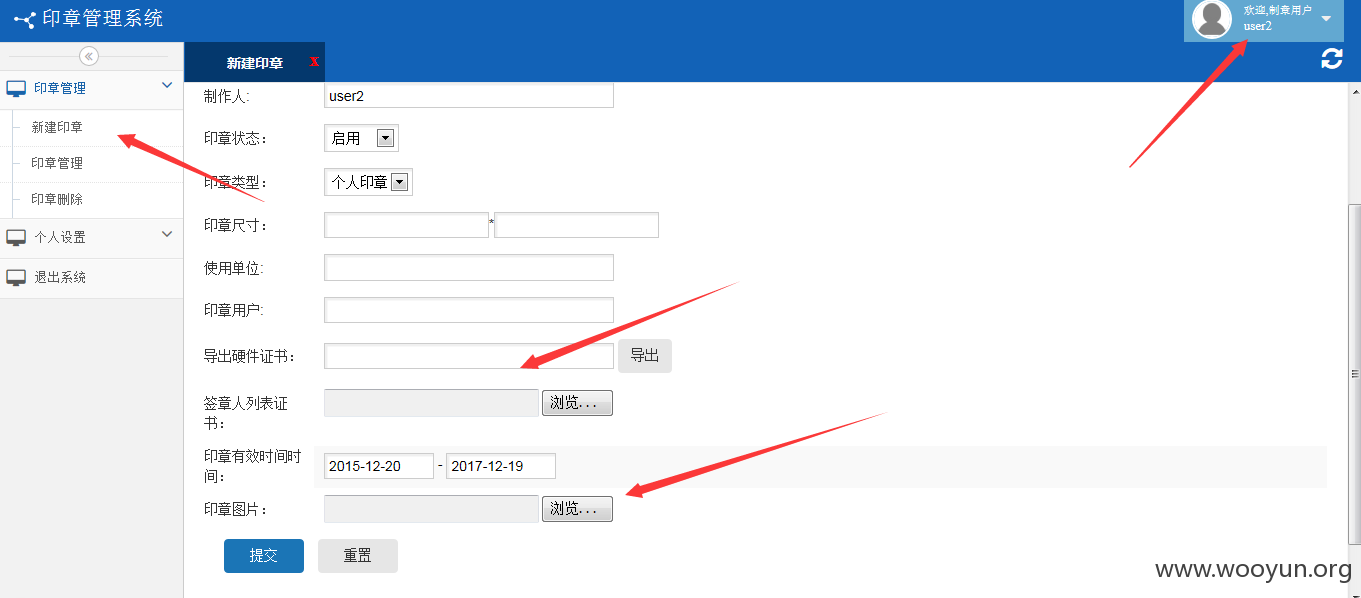 印章管理系统
欢迎,制章用户
user2
新建印章 X
印章管理
新建印章
印章管理
印章删除
个人设置
退出系统
制作人: user2
印章状态： 启用
印章类型： 个人印章
印章尺寸： *
使用单位:
印章用户:
导出硬件证书： 导出
签章人列表证
书： 浏览...
印章有效时间时
间： 2015-12-20 - 2017-12-19
印章图片： 浏览...
提交 重置
www.wooyun.org